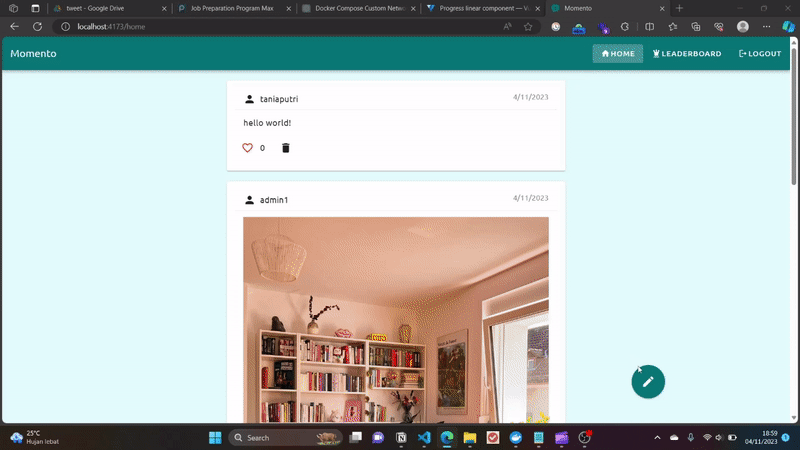 tweet - Google Drive
Job Preparation Program Max
Docker Compose Custom Netwo
Progress linear component — Vu
Momento
localhost:4173/home
Momento
HOME
LEADERBOARD
LOGOUT
taniaputri
4/11/2023
hello world!
0
admin1
4/11/2023
25°C
Hujan lebat
Search
18:59
04/11/2023